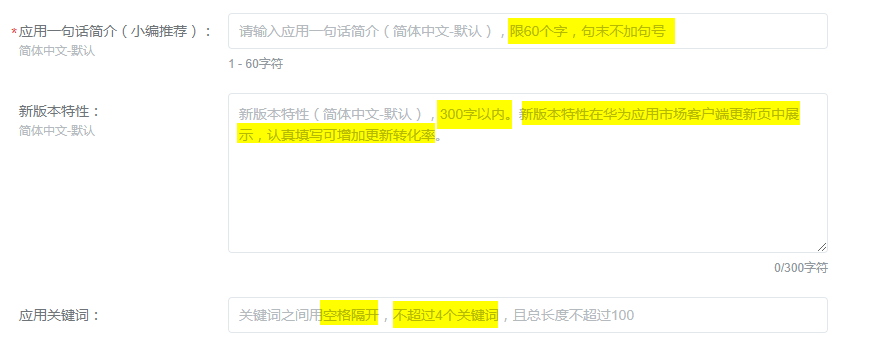 *应用一句话简介（小编推荐）：
请输入应用一句话简介（简体中文-默认），限60个字，句末不加句号
简体中文-默认
1 - 60字符
新版本特性：
简体中文-默认
新版本特性（简体中文-默认），300字以内。新版本特性在华为应用市场客户端更新页中展
示，认真填写可增加更新转化率。
0/300字符
应用关键词：
关键词之间用空格隔开，不超过4个关键词，且总长度不超过100